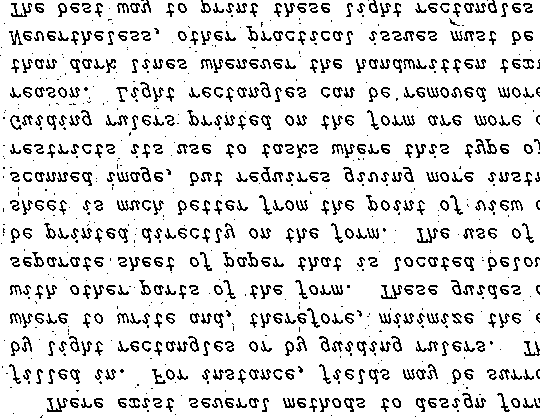 There exist several methods to design form
filled in. For instance, fields may be surro
by light rectangles or by guiding rulers. Th
where to write and, therefore, minimize the
with other parts of the form. These guides
separate sheet of paper that is located below
be printed directly on the form. The use of
sheet is much better from the point of view o
scanned image, but requires giving more instr
restricts its use to tasks where this type of
Guiding rulers printed on the form are more
reason. Light rectangles can be removed more
than dark lines whenever the handwritten text
Nevertheless, other practical issues must be
The best way to print these light rectangles